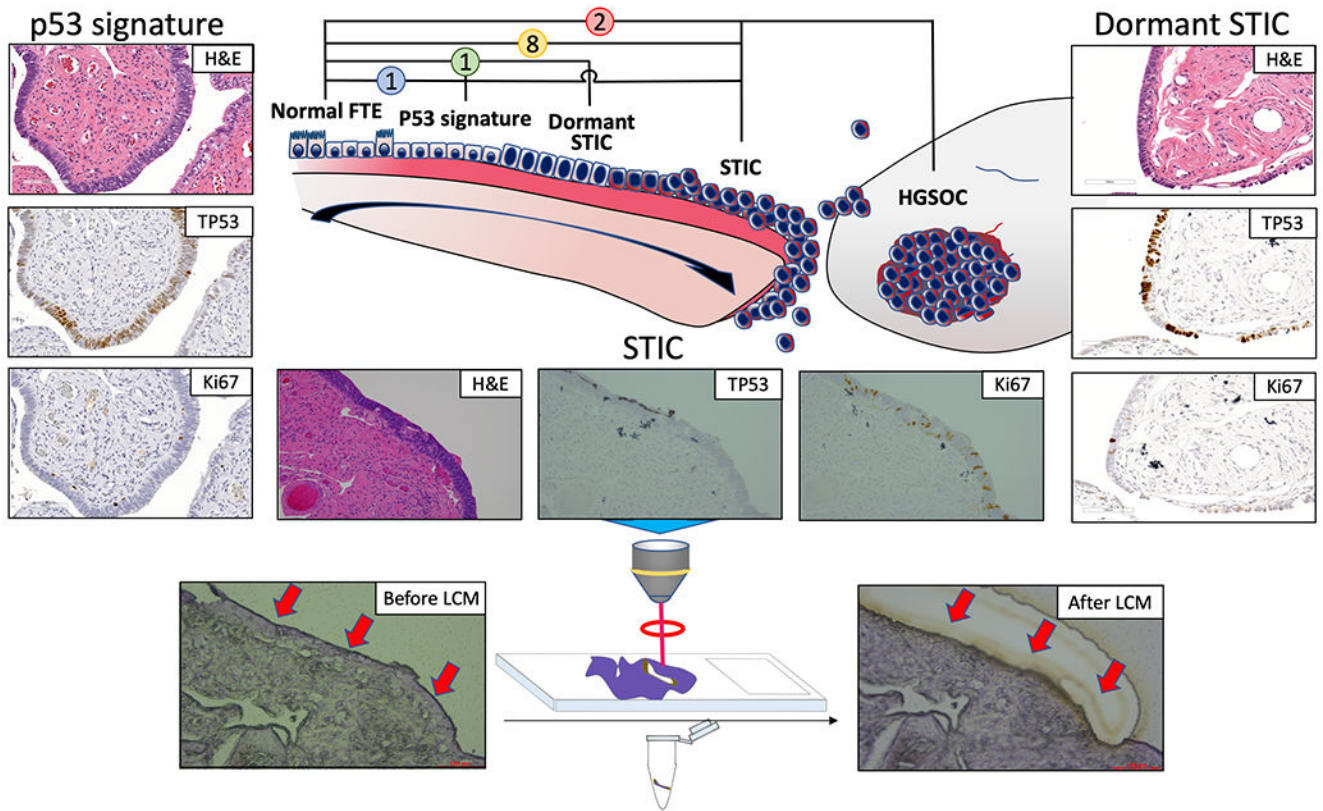 p53 signature
Dormant STIC
H&E
TP53
Ki67
2
8
1
1
Normal FTE
P53 signature
Dormant
STIC
STIC
HGSOC
H&E
TP53
Ki67
STIC
H&E
TP53
Ki67
Before LCM
After LCM